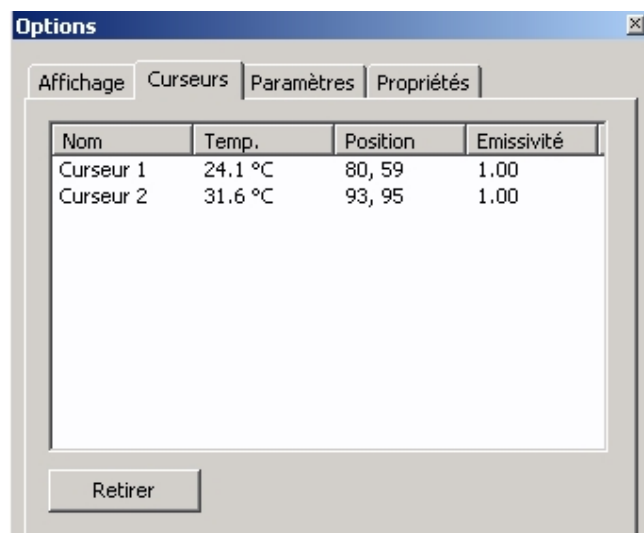 Options
Affichage Curseurs Paramètres Propriétés
Nom Temp. Position Emissivité
Curseur 1 24.1 °C 80, 59 1.00
Curseur 2 31.6 °C 93, 95 1.00
Retirer